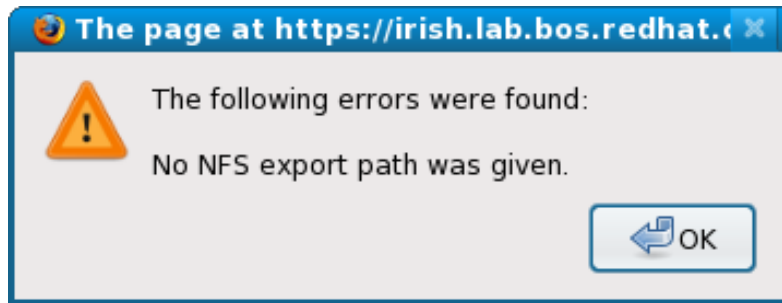 The page at https://irish.lab.bos.redhat.c
The following errors were found:
No NFS export path was given.
OK